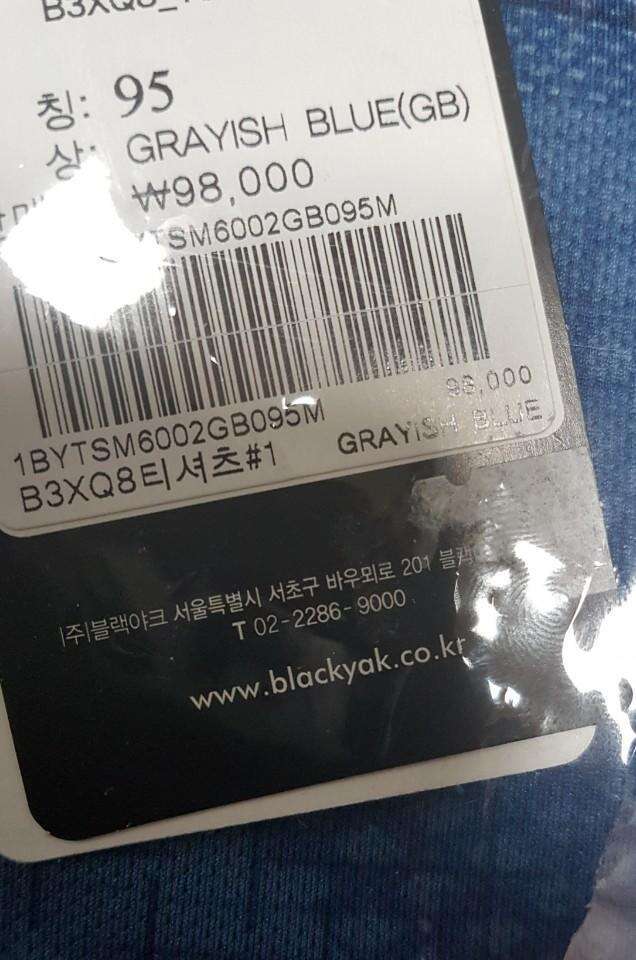 칭: 95
상: GRAYISH BLUE(GB)
₩98,000
TSM6002GB095M
98,000
1BYTSM6002GB095M GRAYISH BLUE
B3XQ8티셔츠#1
(주)블랙야크 서울특별시 서초구 바우뫼로 201
T 02-2286-9000
www.blackyak.co.kr